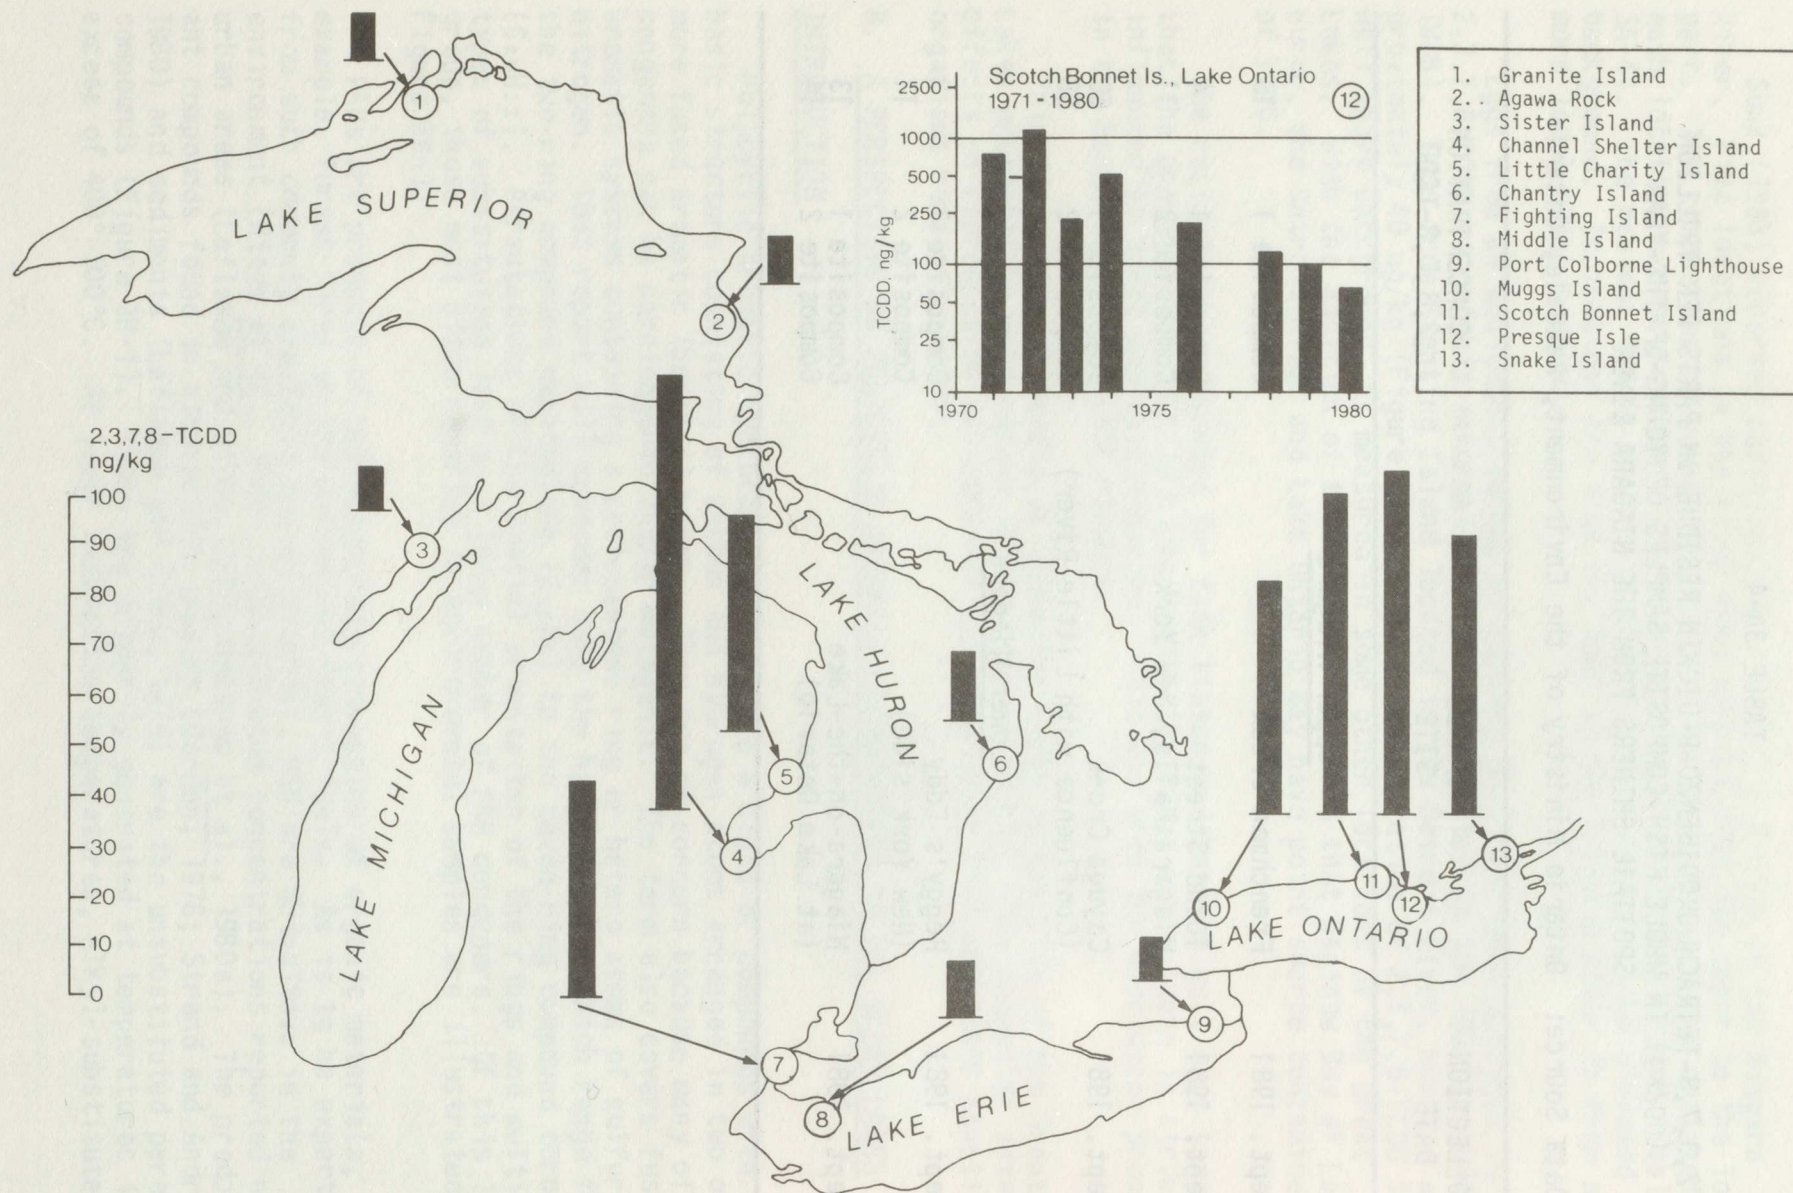 LAKE SUPERIOR
2,3,7,8-TCDD
ng/kg
100
90
80
70
60
50
40
30
20
10
0
LAKE MICHIGAN
LAKE HURON
LAKE ERIE
LAKE ONTARIO
1
2
3
4
5
6
7
8
9
10
11
12
13
Scotch Bonnet Is., Lake Ontario
1971-1980
12
TCDD. ng/kg
2500
1000
500
250
100
50
25
10
1970
1975
1980
1. Granite Island
2.. Agawa Rock
3. Sister Island
4. Channel Shelter Island
5. Little Charity Island
6. Chantry Island
7. Fighting Island
8. Middle Island
9. Port Colborne Lighthouse
10. Muggs Island
11. Scotch Bonnet Island
12. Presque Isle
13. Snake Island